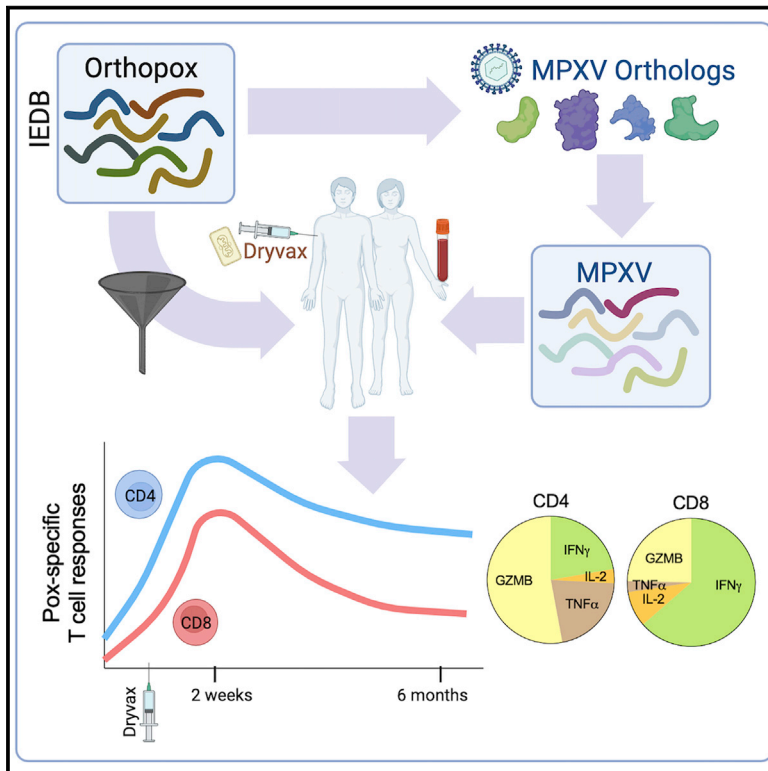 IEDB
Orthopox
MPXV Orthologs
Dryvax
MPXV
Pox-specific
T cell responses
CD4
CD8
Dryvax
2 weeks
6 months
CD4
GZMB
IFNγ
IL-2
TNFα
CD8
GZMB
TNFα
IL-2
IFNγ